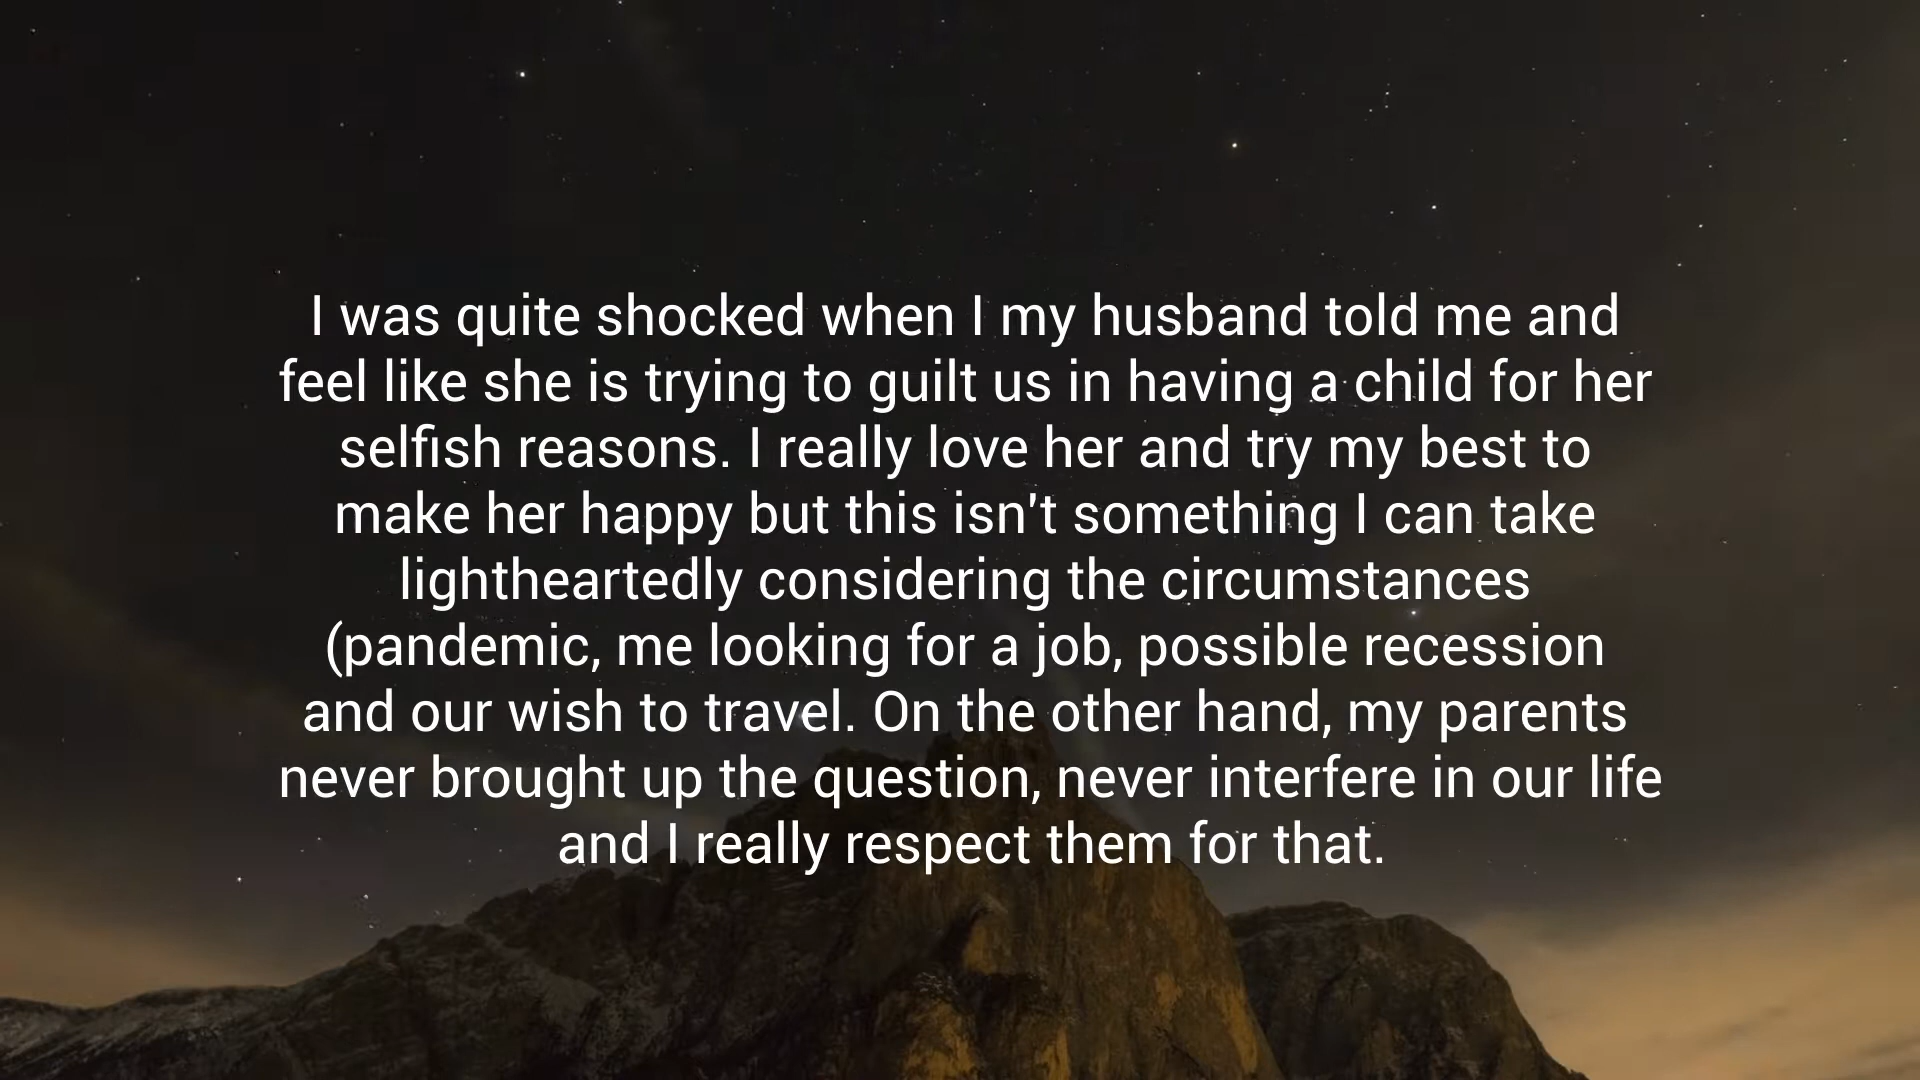 I was quite shocked when I my husband told me and
feel like she is trying to guilt us in having a child for her
selfish reasons. I really love her and try my best to
make her happy but this isn't something I can take
lightheartedly considering the circumstances
(pandemic, me looking for a job, possible recession
and our wish to travel. On the other hand, my parents
never brought up the question, never interfere in our life
and I really respect them for that.